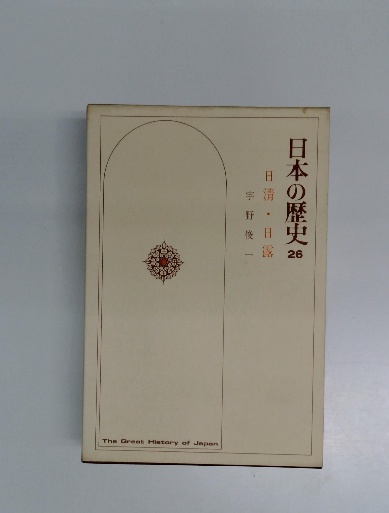 日本の歴史 26
日清・日露
宇野俊一
The Great History of Japan